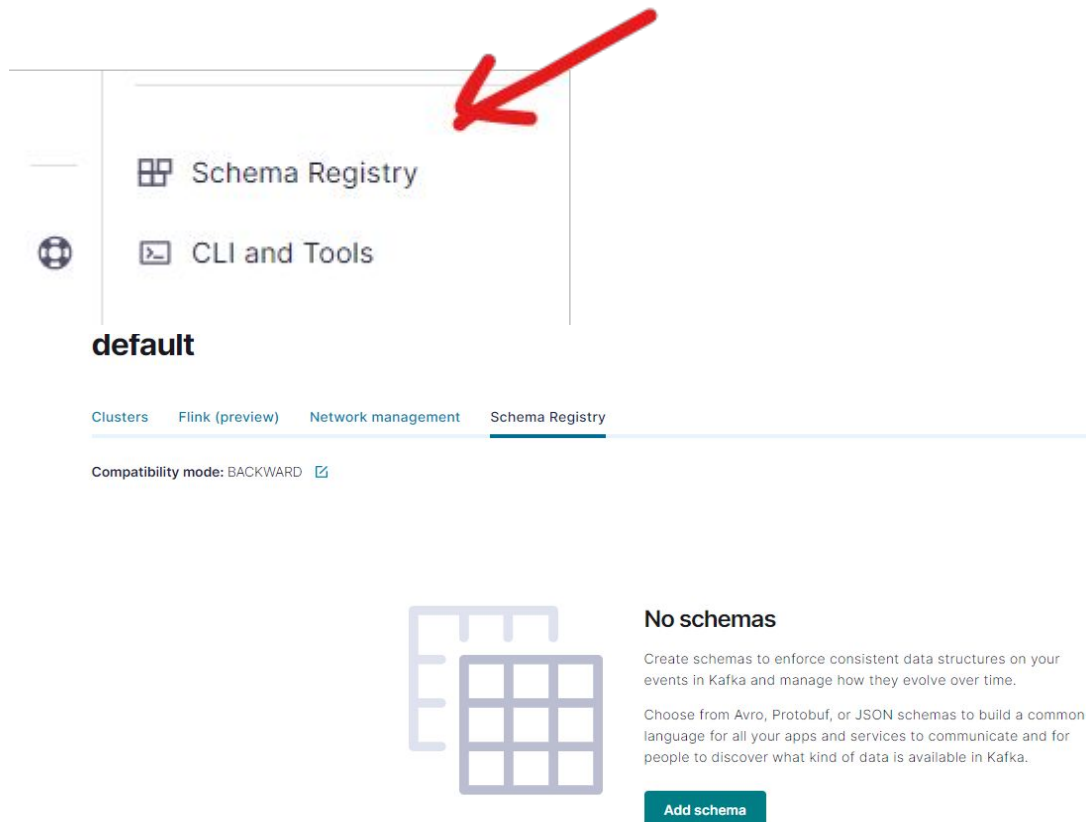 Schema Registry
CLI and Tools
default
Clusters Flink (preview) Network management Schema Registry
Compatibility mode: BACKWARD
No schemas
Create schemas to enforce consistent data structures on your
events in Kafka and manage how they evolve over time.
Choose from Avro, Protobuf, or JSON schemas to build a common
language for all your apps and services to communicate and for
people to discover what kind of data is available in Kafka.
Add schema